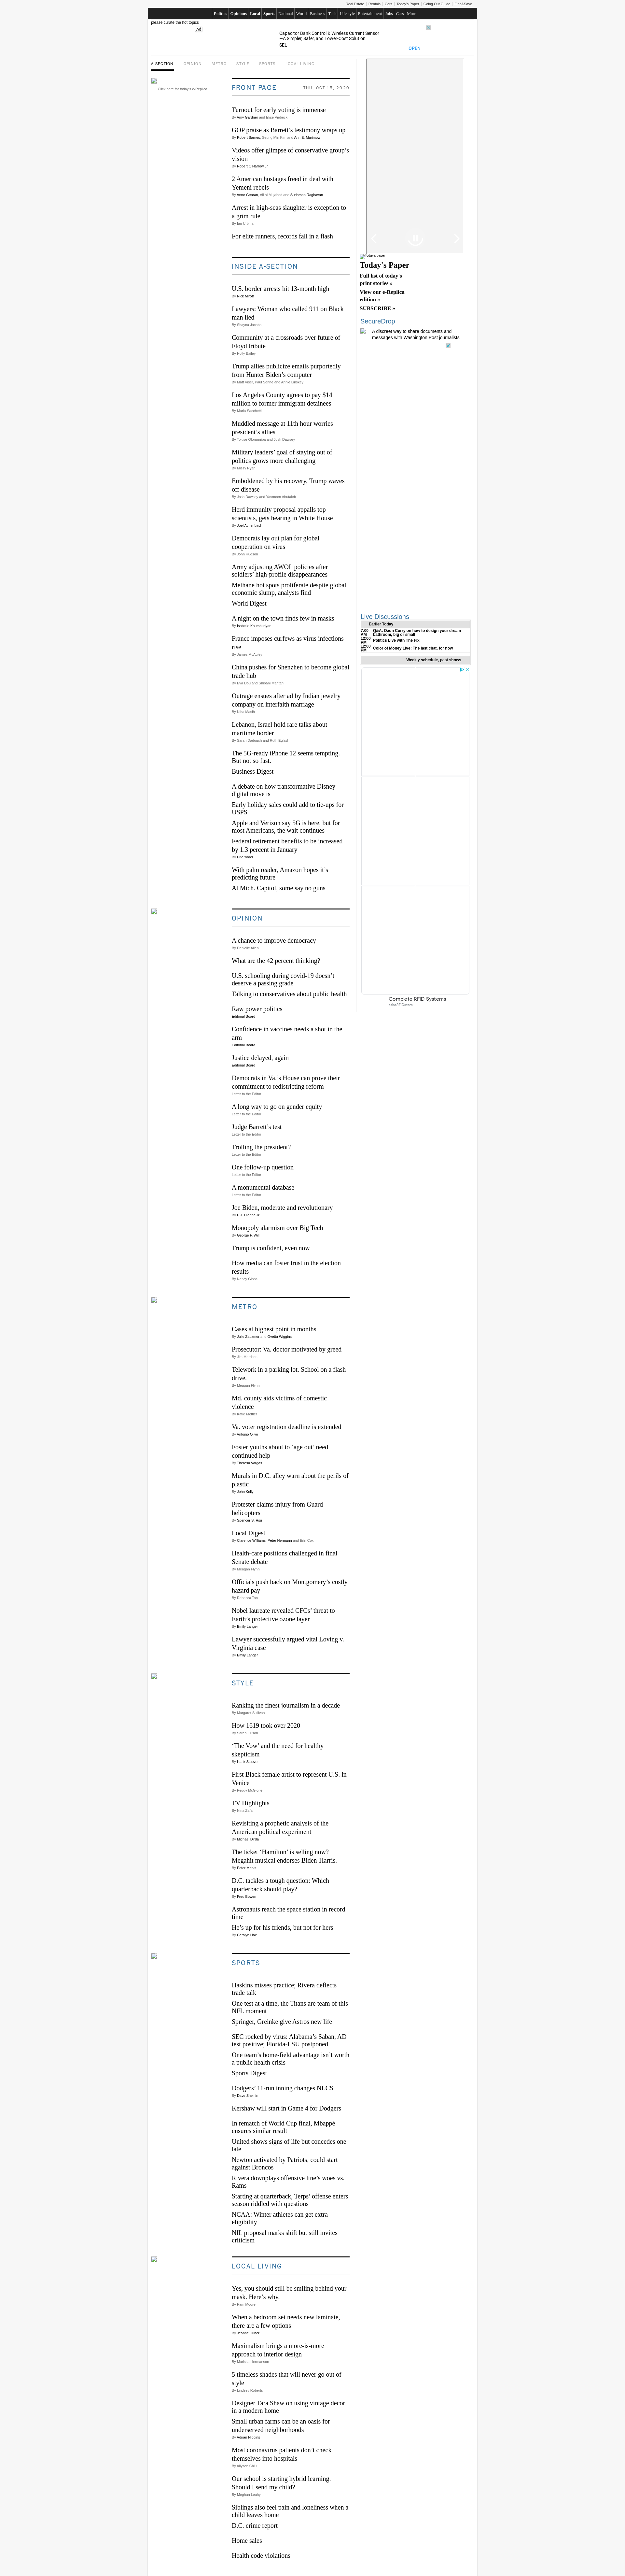 Real Estate Rentals Cars Today's Paper Going Out Guide Find&Save
Politics Opinions Local Sports National World Business Tech Lifestyle Entertainment Jobs Cars More
please curate the hot topics
Ad
Capacitor Bank Control & Wireless Current Sensor
—A Simpler, Safer, and Lower-Cost Solution
SEL
OPEN
A SECTION OPINION METRO STYLE SPORTS LOCAL LIVING
Click here for today's e-Replica
FRONT PAGE
THU, OCT 15, 2020
Turnout for early voting is immense
By Amy Gardner and Elise Viebeck
GOP praise as Barrett's testimony wraps up
By Robert Barnes, Seung Min Kim and Ann E. Marimow
Videos offer glimpse of conservative group's
vision
By Robert O'Harrow Jr.
2 American hostages freed in deal with
Yemeni rebels
By Anne Gearan, Ali al-Mujahed and Sudarsan Raghavan
Arrest in high-seas slaughter is exception to
a grim rule
By Ian Urbina
For elite runners, records fall in a flash
INSIDE A-SECTION
U.S. border arrests hit 13-month high
By Nick Miroff
Lawyers: Woman who called 911 on Black
man lied
By Shayna Jacobs
Community at a crossroads over future of
Floyd tribute
By Holly Bailey
Trump allies publicize emails purportedly
from Hunter Biden's computer
By Matt Viser, Paul Sonne and Annie Linskey
Los Angeles County agrees to pay $14
million to former immigrant detainees
By Maria Sacchetti
Muddled message at 11th hour worries
president's allies
By Toluse Olorunnipa and Josh Dawsey
Military leaders' goal of staying out of
politics grows more challenging
By Missy Ryan
Emboldened by his recovery, Trump waves
off disease
By Josh Dawsey and Yasmeen Abutaleb
Herd immunity proposal appalls top
scientists, gets hearing in White House
By Joel Achenbach
Democrats lay out plan for global
cooperation on virus
By John Hudson
Army adjusting AWOL policies after
soldiers' high-profile disappearances
Methane hot spots proliferate despite global
economic slump, analysts find
World Digest
A night on the town finds few in masks
By Isabelle Khurshudyan
France imposes curfews as virus infections
rise
By James McAuley
China pushes for Shenzhen to become global
trade hub
By Eva Dou and Shibani Mahtani
Outrage ensues after ad by Indian jewelry
company on interfaith marriage
By Niha Masih
Lebanon, Israel hold rare talks about
maritime border
By Sarah Dadouch and Ruth Eglash
The 5G-ready iPhone 12 seems tempting.
But not so fast.
Business Digest
A debate on how transformative Disney
digital move is
Early holiday sales could add to tie-ups for
USPS
Apple and Verizon say 5G is here, but for
most Americans, the wait continues
Federal retirement benefits to be increased
by 1.3 percent in January
By Eric Yoder
With palm reader, Amazon hopes it's
predicting future
At Mich. Capitol, some say no guns
OPINION
A chance to improve democracy
By Danielle Allen
What are the 42 percent thinking?
U.S. schooling during covid-19 doesn't
deserve a passing grade
Talking to conservatives about public health
Raw power politics
Editorial Board
Confidence in vaccines needs a shot in the
arm
Editorial Board
Justice delayed, again
Editorial Board
Democrats in Va.'s House can prove their
commitment to redistricting reform
Letter to the Editor
A long way to go on gender equity
Letter to the Editor
Judge Barrett's test
Letter to the Editor
Trolling the president?
Letter to the Editor
One follow-up question
Letter to the Editor
A monumental database
Letter to the Editor
Joe Biden, moderate and revolutionary
By E.J. Dionne Jr.
Monopoly alarmism over Big Tech
By George F. Will
Trump is confident, even now
How media can foster trust in the election
results
By Nancy Gibbs
METRO
Cases at highest point in months
By Julie Zauzmer and Ovetta Wiggins
Prosecutor: Va. doctor motivated by greed
By Jim Morrison
Telework in a parking lot. School on a flash
drive.
By Meagan Flynn
Md. county aids victims of domestic
violence
By Katie Mettler
Va. voter registration deadline is extended
By Antonio Olivo
Foster youths about to 'age out' need
continued help
By Theresa Vargas
Murals in D.C. alley warn about the perils of
plastic
By John Kelly
Protester claims injury from Guard
helicopters
By Spencer S. Hsu
Local Digest
By Clarence Williams, Peter Hermann and Erin Cox
Health-care positions challenged in final
Senate debate
By Meagan Flynn
Officials push back on Montgomery's costly
hazard pay
By Rebecca Tan
Nobel laureate revealed CFCs' threat to
Earth's protective ozone layer
By Emily Langer
Lawyer successfully argued vital Loving v.
Virginia case
By Emily Langer
STYLE
Ranking the finest journalism in a decade
By Margaret Sullivan
How 1619 took over 2020
By Sarah Ellison
'The Vow' and the need for healthy
skepticism
By Hank Stuever
First Black female artist to represent U.S. in
Venice
By Peggy McGlone
TV Highlights
By Nina Zafar
Revisiting a prophetic analysis of the
American political experiment
By Michael Dirda
The ticket 'Hamilton' is selling now?
Megahit musical endorses Biden-Harris.
By Peter Marks
D.C. tackles a tough question: Which
quarterback should play?
By Fred Bowen
Astronauts reach the space station in record
time
He's up for his friends, but not for hers
By Carolyn Hax
SPORTS
Haskins misses practice; Rivera deflects
trade talk
One test at a time, the Titans are team of this
NFL moment
Springer, Greinke give Astros new life
SEC rocked by virus: Alabama's Saban, AD
test positive; Florida-LSU postponed
One team's home-field advantage isn't worth
a public health crisis
Sports Digest
Dodgers' 11-run inning changes NLCS
By Dave Sheinin
Kershaw will start in Game 4 for Dodgers
In rematch of World Cup final, Mbappé
ensures similar result
United shows signs of life but concedes one
late
Newton activated by Patriots, could start
against Broncos
Rivera downplays offensive line's woes vs.
Rams
Starting at quarterback, Terps' offense enters
season riddled with questions
NCAA: Winter athletes can get extra
eligibility
NIL proposal marks shift but still invites
criticism
LOCAL LIVING
Yes, you should still be smiling behind your
mask. Here's why.
By Pam Moore
When a bedroom set needs new laminate,
there are a few options
By Jeanne Huber
Maximalism brings a more-is-more
approach to interior design
By Marissa Hermanson
5 timeless shades that will never go out of
style
By Lindsey Roberts
Designer Tara Shaw on using vintage decor
in a modern home
Small urban farms can be an oasis for
underserved neighborhoods
By Adrian Higgins
Most coronavirus patients don't check
themselves into hospitals
By Allyson Chiu
Our school is starting hybrid learning.
Should I send my child?
By Meghan Leahy
Siblings also feel pain and loneliness when a
child leaves home
D.C. crime report
Home sales
Health code violations
today's paper
Today's Paper
Full list of today's
print stories »
View our e-Replica
edition »
SUBSCRIBE »
SecureDrop
A discreet way to share documents and
messages with Washington Post journalists
Live Discussions
Earlier Today
7:00 AM Q&A: Daun Curry on how to design your dream bathroom, big or small
12:00 PM Politics Live with The Fix
12:00 PM Color of Money Live: The last chat, for now
Weekly schedule, past shows
Complete RFID Systems